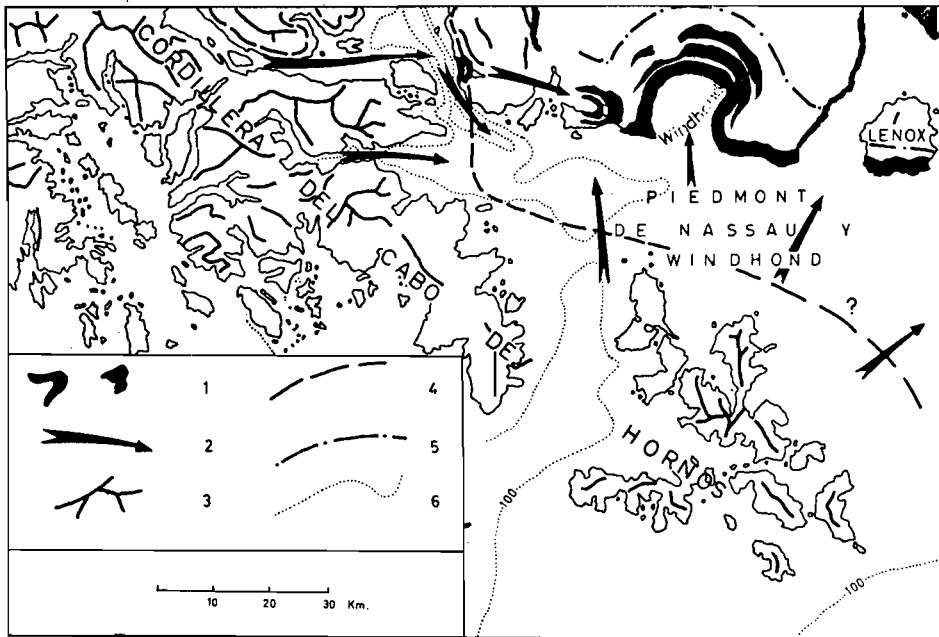 CORDILLERA DEL CABO DE HORNOS
Windhond
LENOX
PIEDMONT
DE NASSAU Y
WINDHOND
?
100
100
1
2
3
4
5
6
10 20 30 Km.